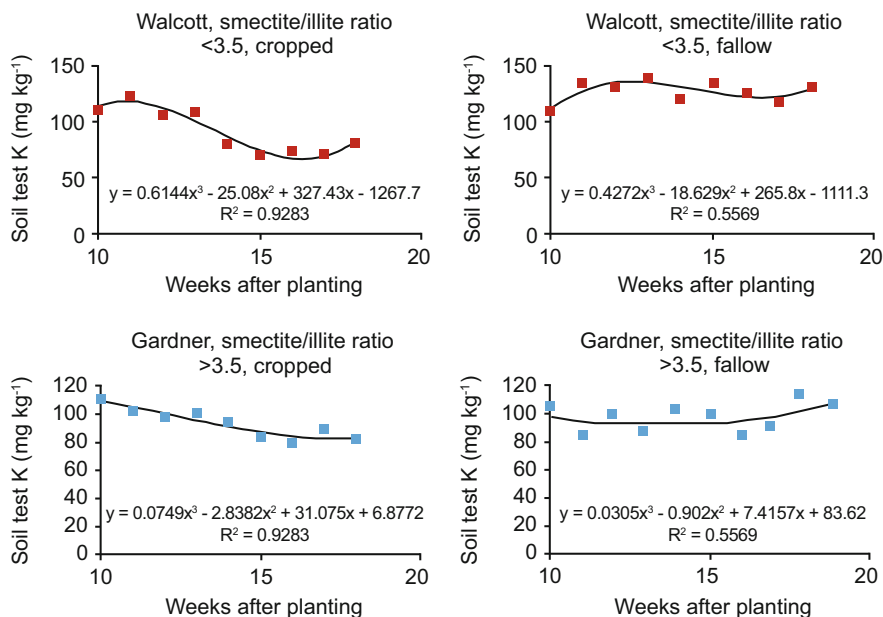 Walcott, smectite/illite ratio
<3.5, cropped
Soil test K (mg kg⁻¹)
150
100
50
0
y = 0.6144x³ - 25.08x² + 327.43x - 1267.7
R² = 0.9283
10 15 20
Weeks after planting
Walcott, smectite/illite ratio
<3.5, fallow
Soil test K (mg kg⁻¹)
150
100
50
0
y = 0.4272x³ - 18.629x² + 265.8x - 1111.3
R² = 0.5569
10 15 20
Weeks after planting
Gardner, smectite/illite ratio
>3.5, cropped
Soil test K (mg kg⁻¹)
120
100
80
60
40
20
0
y = 0.0749x³ - 2.8382x² + 31.075x + 6.8772
R² = 0.9283
10 15 20
Weeks after planting
Gardner, smectite/illite ratio
>3.5, fallow
Soil test K (mg kg⁻¹)
120
100
80
60
40
20
0
y = 0.0305x³ - 0.902x² + 7.4157x + 83.62
R² = 0.5569
10 15 20
Weeks after planting